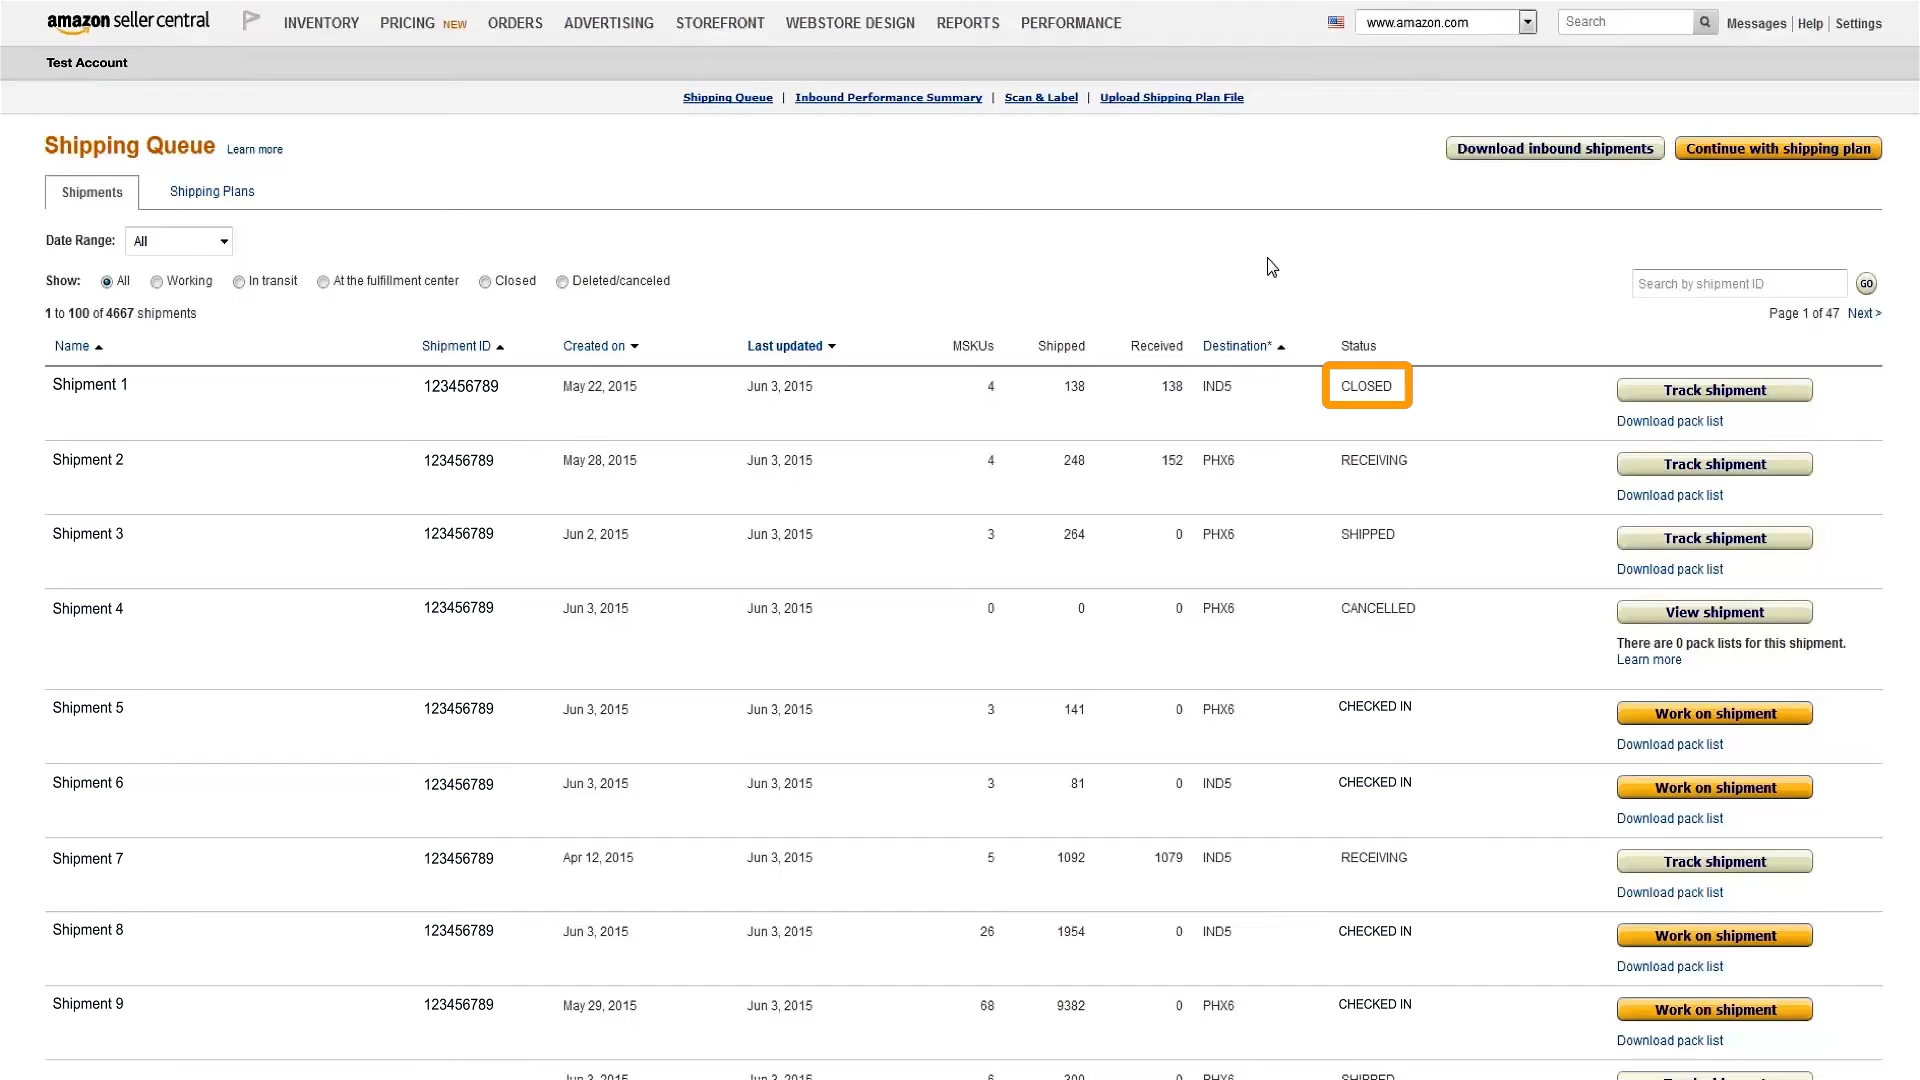 amazon seller central INVENTORY PRICING NEW ORDERS ADVERTISING STOREFRONT WEBSTORE DESIGN REPORTS PERFORMANCE www.amazon.com Search Messages | Help | Settings
Test Account
Shipping Queue | Inbound Performance Summary | Scan & Label | Upload Shipping Plan File
Shipping Queue Learn more Download inbound shipments Continue with shipping plan
Shipments Shipping Plans
Date Range: All
Show: All Working In transit At the fulfillment center Closed Deleted/canceled Search by shipment ID GO
1 to 100 of 4667 shipments Page 1 of 47 Next >
Name Shipment ID Created on Last updated MSKUs Shipped Received Destination* Status
Shipment 1 123456789 May 22, 2015 Jun 3, 2015 4 138 138 IND5 CLOSED Track shipment
Download pack list
Shipment 2 123456789 May 28, 2015 Jun 3, 2015 4 248 152 PHX6 RECEIVING Track shipment
Download pack list
Shipment 3 123456789 Jun 2, 2015 Jun 3, 2015 3 264 0 PHX6 SHIPPED Track shipment
Download pack list
Shipment 4 123456789 Jun 3, 2015 Jun 3, 2015 0 0 0 PHX6 CANCELLED View shipment
There are 0 pack lists for this shipment.
Learn more
Shipment 5 123456789 Jun 3, 2015 Jun 3, 2015 3 141 0 PHX6 CHECKED IN Work on shipment
Download pack list
Shipment 6 123456789 Jun 3, 2015 Jun 3, 2015 3 81 0 IND5 CHECKED IN Work on shipment
Download pack list
Shipment 7 123456789 Apr 12, 2015 Jun 3, 2015 5 1092 1079 IND5 RECEIVING Track shipment
Download pack list
Shipment 8 123456789 Jun 3, 2015 Jun 3, 2015 26 1954 0 IND5 CHECKED IN Work on shipment
Download pack list
Shipment 9 123456789 May 29, 2015 Jun 3, 2015 68 9382 0 PHX6 CHECKED IN Work on shipment
Download pack list